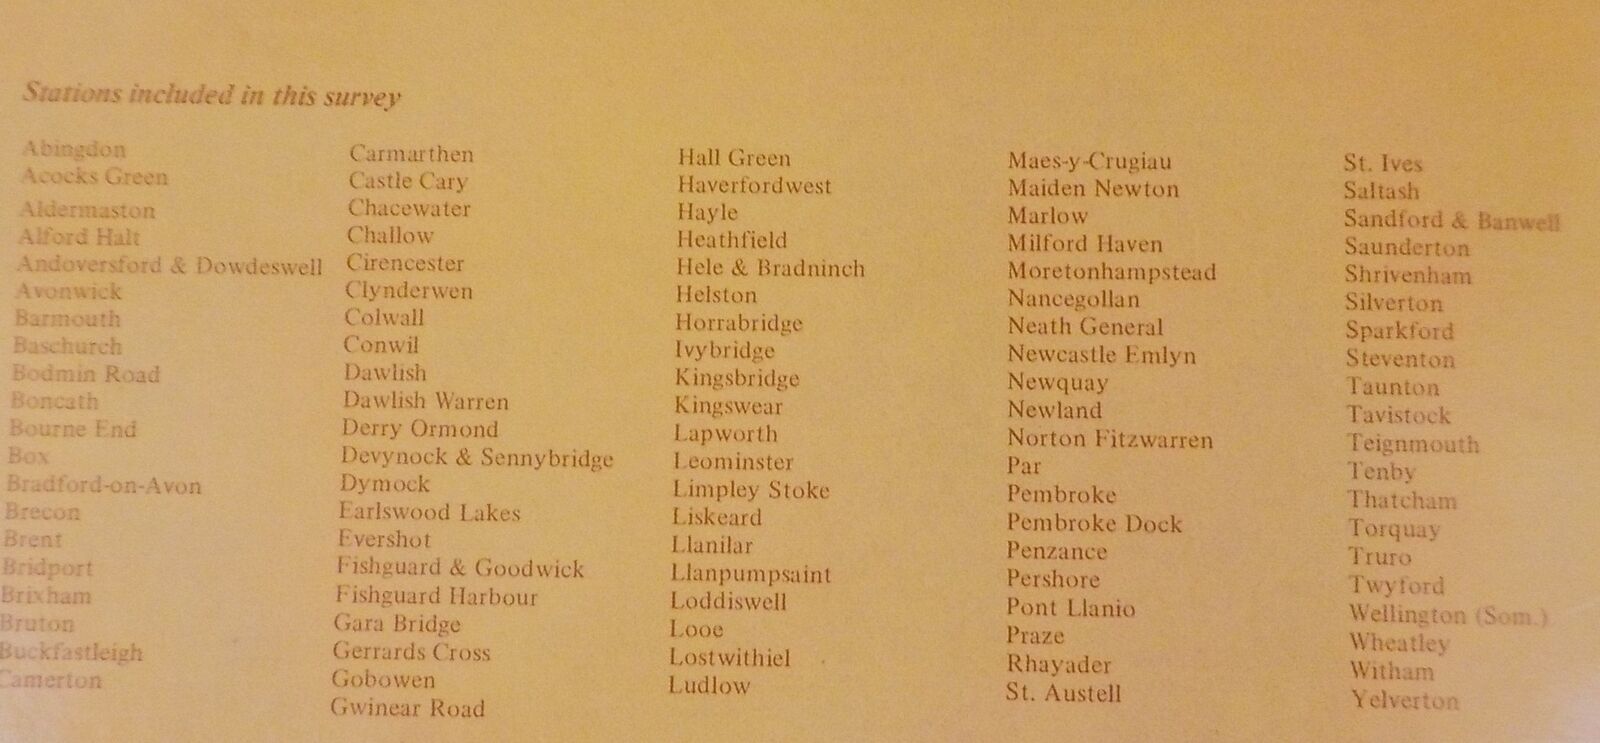 Stations included in this survey
Abingdon
Acocks Green
Aldermaston
Alford Halt
Andoversford & Dowdeswell
Avonwick
Barmouth
Baschurch
Bodmin Road
Boncath
Bourne End
Box
Bradford-on-Avon
Brecon
Brent
Bridport
Brixham
Bruton
Buckfastleigh
Camerton
Carmarthen
Castle Cary
Chacewater
Challow
Cirencester
Clynderwen
Colwall
Conwil
Dawlish
Dawlish Warren
Derry Ormond
Devynock & Sennybridge
Dymock
Earlswood Lakes
Evershot
Fishguard & Goodwick
Fishguard Harbour
Gara Bridge
Gerrards Cross
Gobowen
Gwinear Road
Hall Green
Haverfordwest
Hayle
Heathfield
Hele & Bradninch
Helston
Horrabridge
Ivybridge
Kingsbridge
Kingswear
Lapworth
Leominster
Limpley Stoke
Liskeard
Llanilar
Llanpumpsaint
Loddiswell
Looe
Lostwithiel
Ludlow
Maes-y-Crugiau
Maiden Newton
Marlow
Milford Haven
Moretonhampstead
Nancegollan
Neath General
Newcastle Emlyn
Newquay
Newland
Norton Fitzwarren
Par
Pembroke
Pembroke Dock
Penzance
Pershore
Pont Llanio
Praze
Rhayader
St. Austell
St. Ives
Saltash
Sandford & Banwell
Saunderton
Shrivenham
Silverton
Sparkford
Steventon
Taunton
Tavistock
Teignmouth
Tenby
Thatcham
Torquay
Truro
Twyford
Wellington (Som.)
Wheatley
Witham
Yelverton